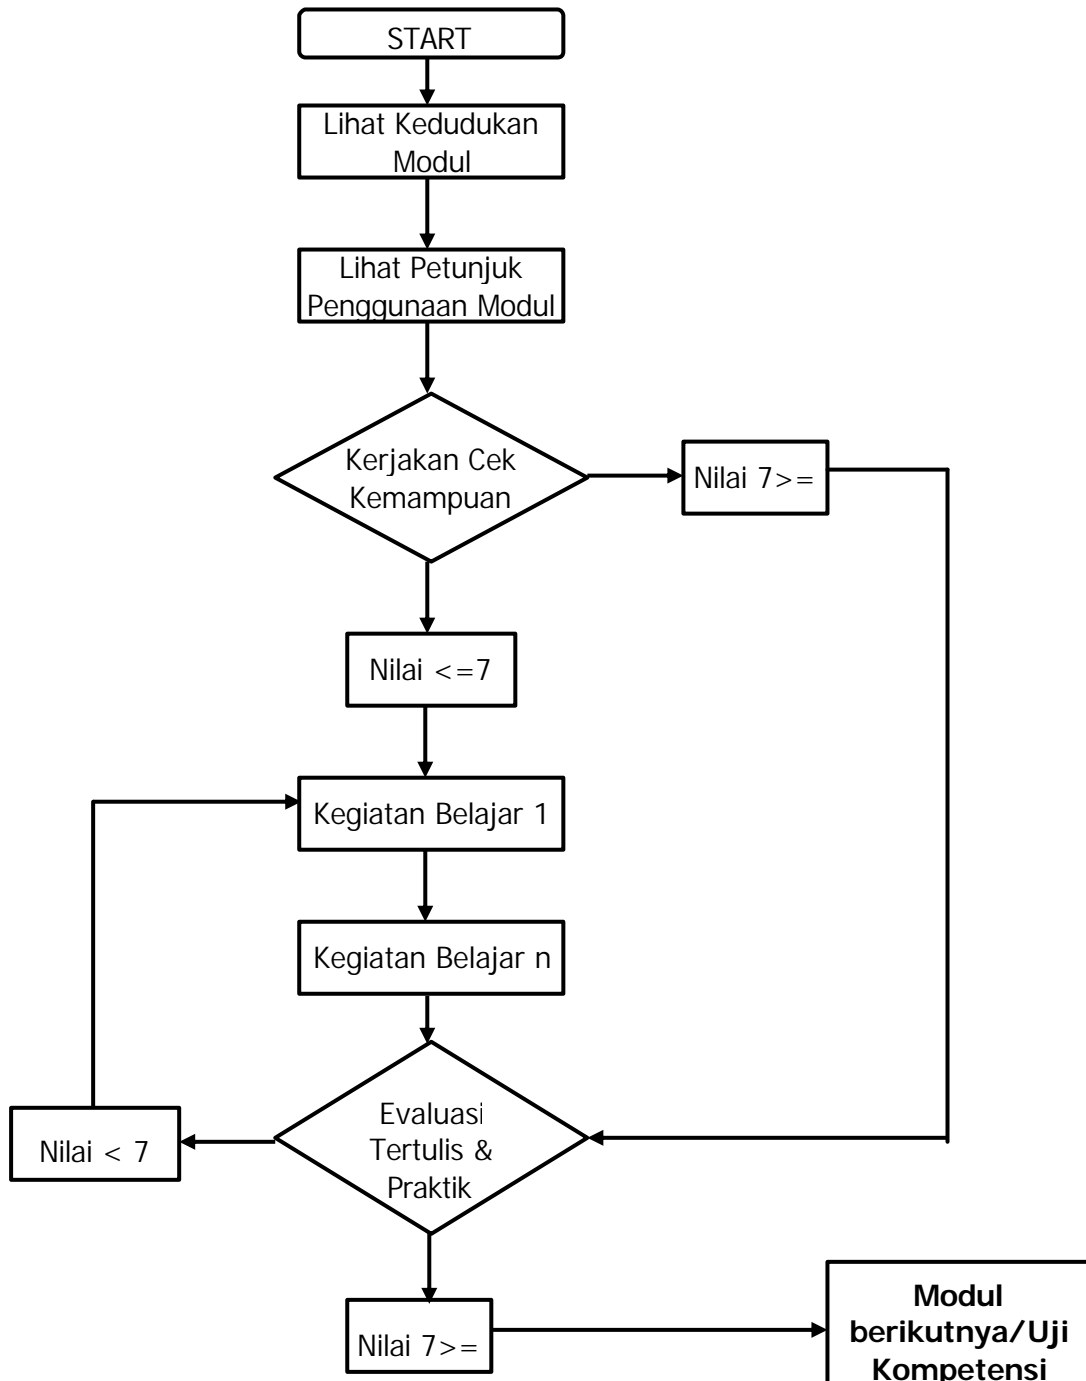 START
Lihat Kedudukan
Modul
Lihat Petunjuk
Penggunaan Modul
Kerjakan Cek
Kemampuan
Nilai 7>=
Nilai <=7
Kegiatan Belajar 1
Kegiatan Belajar n
Evaluasi
Tertulis &
Praktik
Nilai < 7
Nilai 7>=
Modul
berikutnya/Uji
Kompetensi